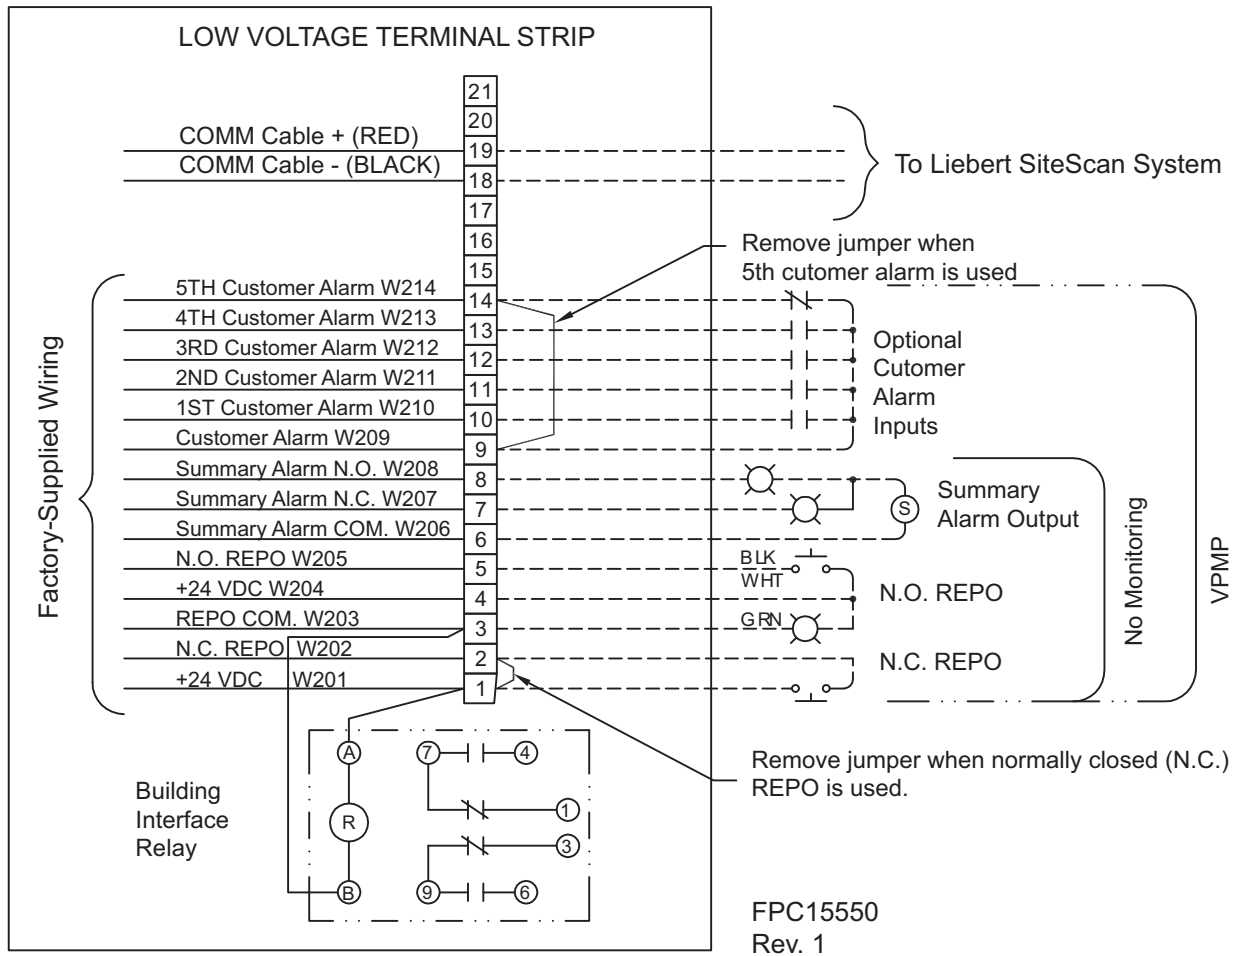 LOW VOLTAGE TERMINAL STRIP
21
20
COMM Cable + (RED)
19
COMM Cable - (BLACK)
18
To Liebert SiteScan System
17
16
15
Remove jumper when
5th cutomer alarm is used
Factory-Supplied Wiring
5TH Customer Alarm W214
14
4TH Customer Alarm W213
13
3RD Customer Alarm W212
12
2ND Customer Alarm W211
11
1ST Customer Alarm W210
10
Customer Alarm W209
9
Optional
Cutomer
Alarm
Inputs
Summary Alarm N.O. W208
8
Summary Alarm N.C. W207
7
Summary Alarm COM. W206
6
S
Summary
Alarm Output
N.O. REPO W205
5
BLK
+24 VDC W204
4
WHT
N.O. REPO
REPO COM. W203
3
GRN
N.C. REPO W202
2
N.C. REPO
+24 VDC W201
1
No Monitoring
VPMP
Remove jumper when normally closed (N.C.)
REPO is used.
Building
Interface
Relay
A
R
B
7
4
1
3
9
6
FPC15550
Rev. 1